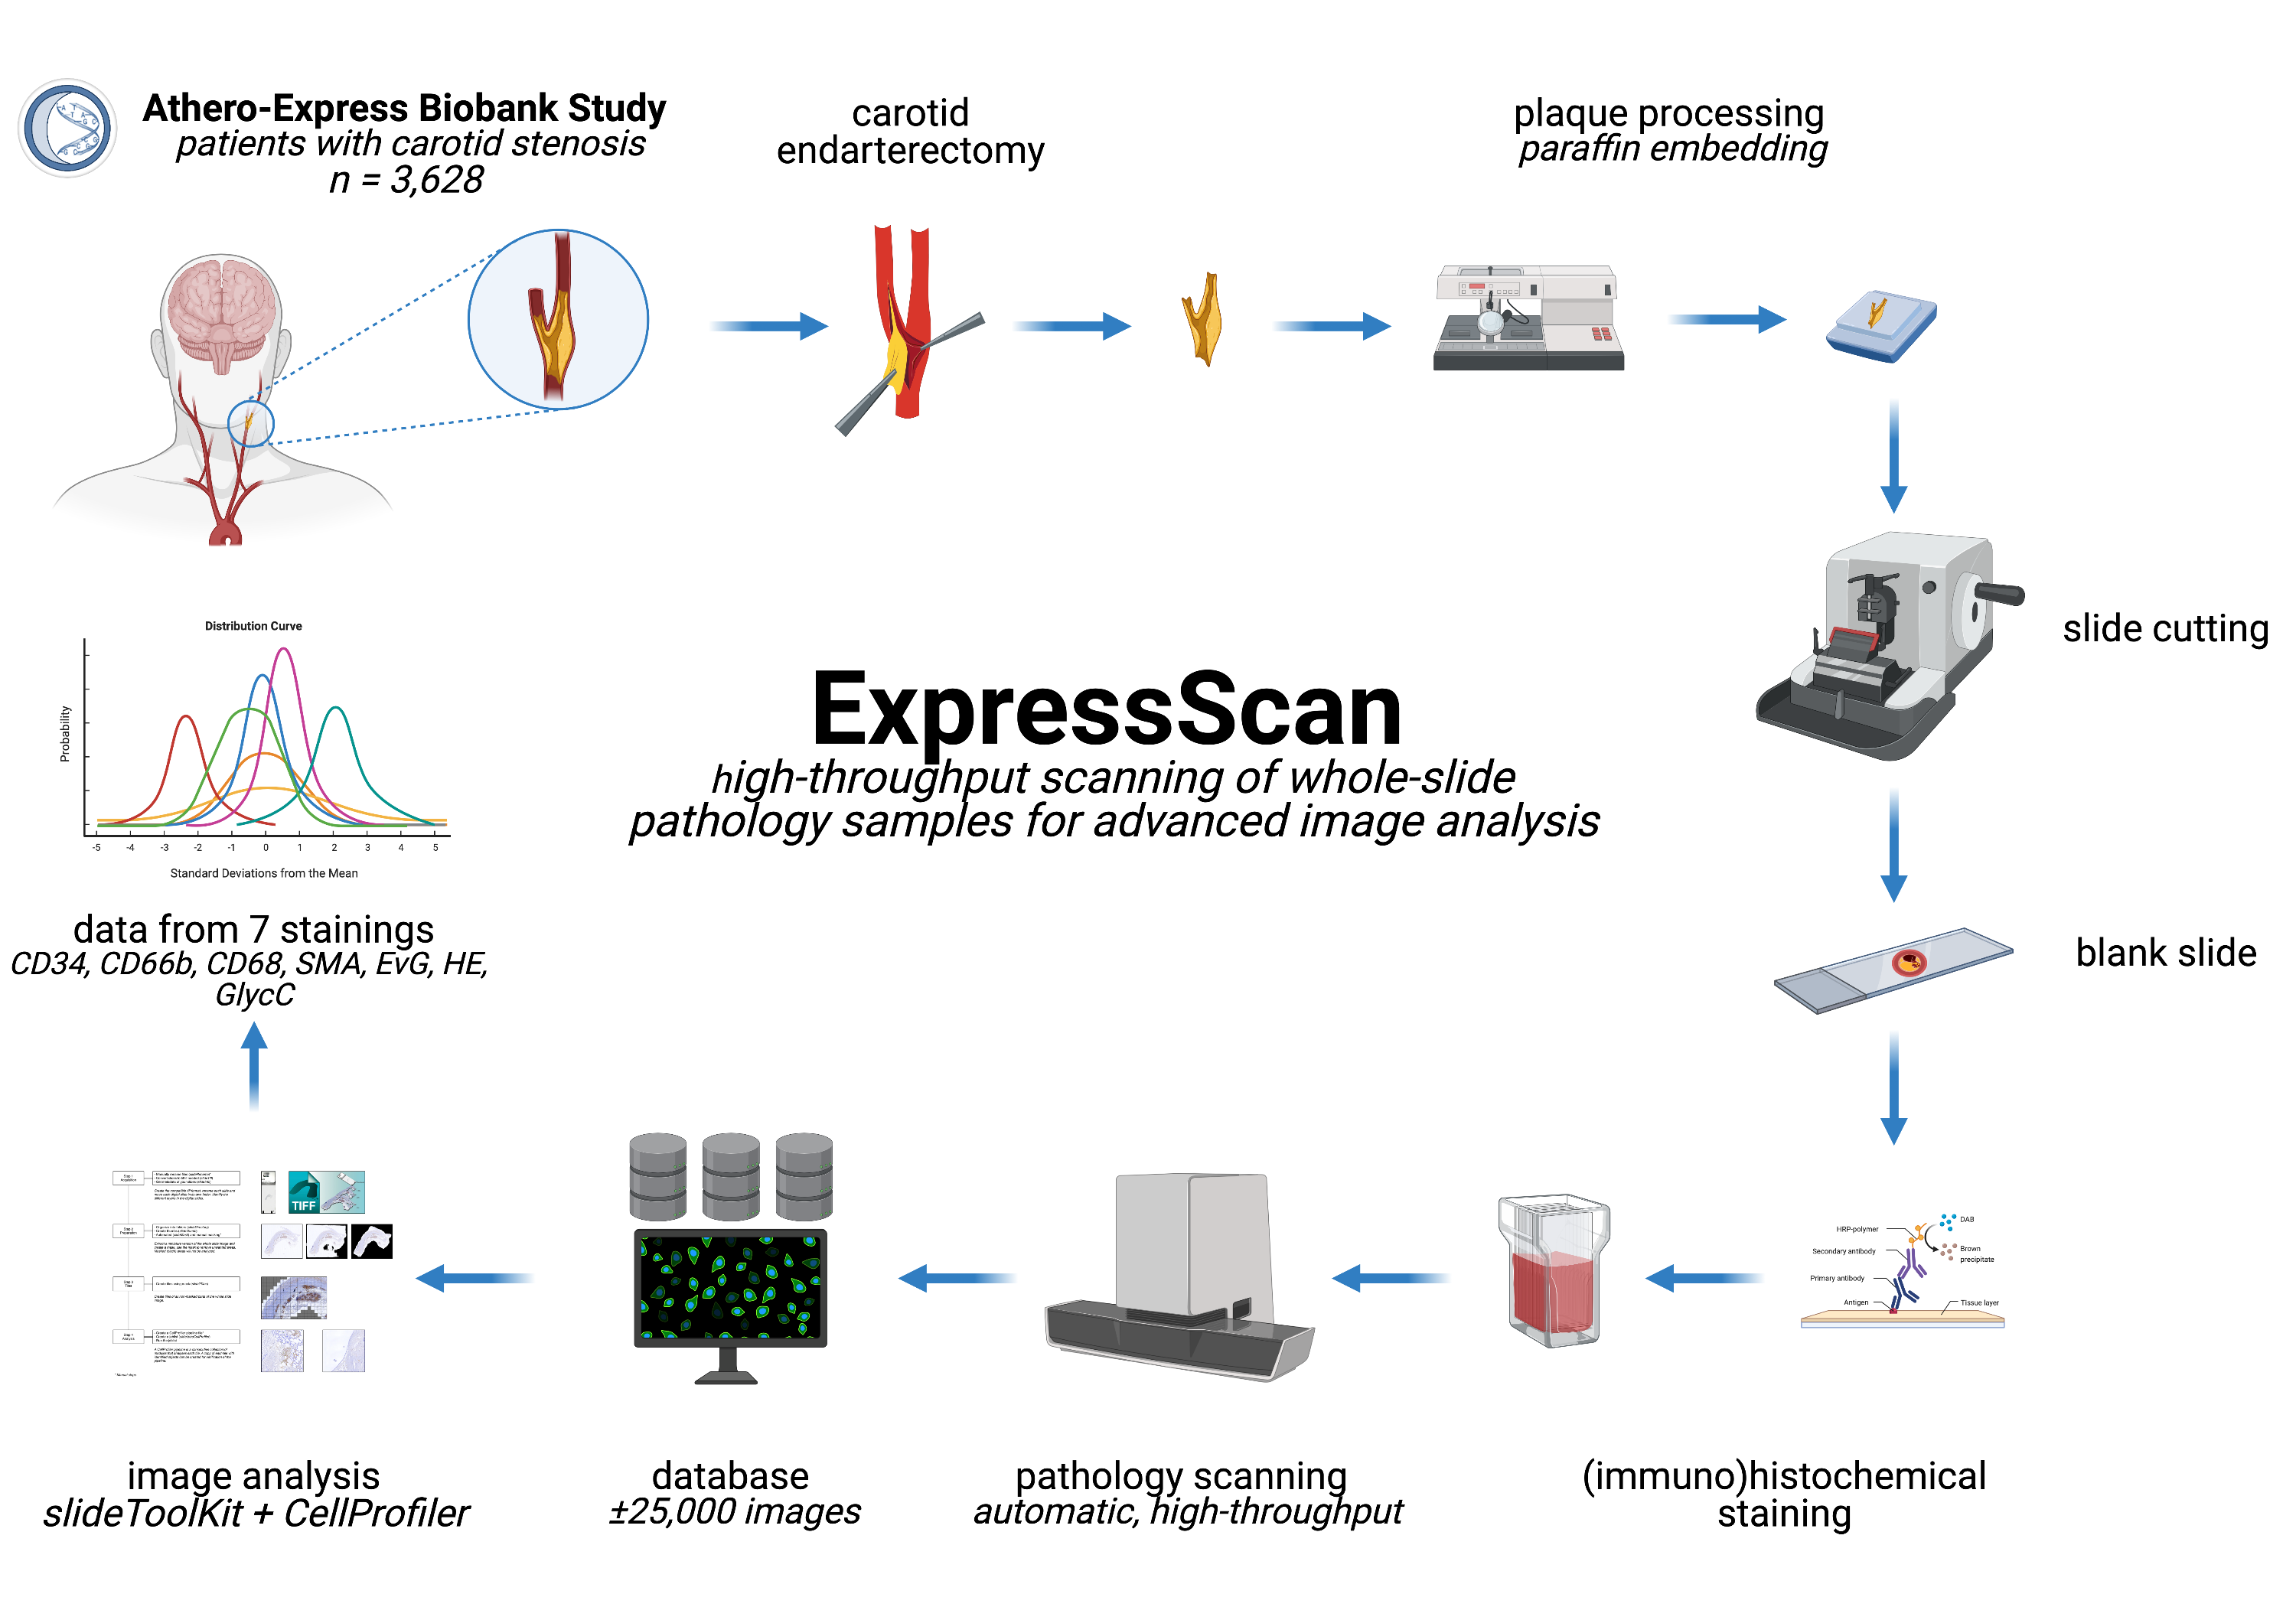 Athero-Express Biobank Study
patients with carotid stenosis
n = 3,628
carotid
endarterectomy
plaque processing
paraffin embedding
slide cutting
blank slide
ExpressScan
high-throughput scanning of whole-slide
pathology samples for advanced image analysis
Distribution Curve
Probability
-5 -4 -3 -2 -1 0 1 2 3 4 5
Standard Deviations from the Mean
data from 7 stainings
CD34, CD66b, CD68, SMA, EvG, HE,
GlycC
TIFF
HRP-polymer
DAB
Secondary antibody
Brown
precipitate
Primary antibody
Antigen
Tissue layer
image analysis
slideToolKit + CellProfiler
database
±25,000 images
pathology scanning
automatic, high-throughput
(immuno)histochemical
staining